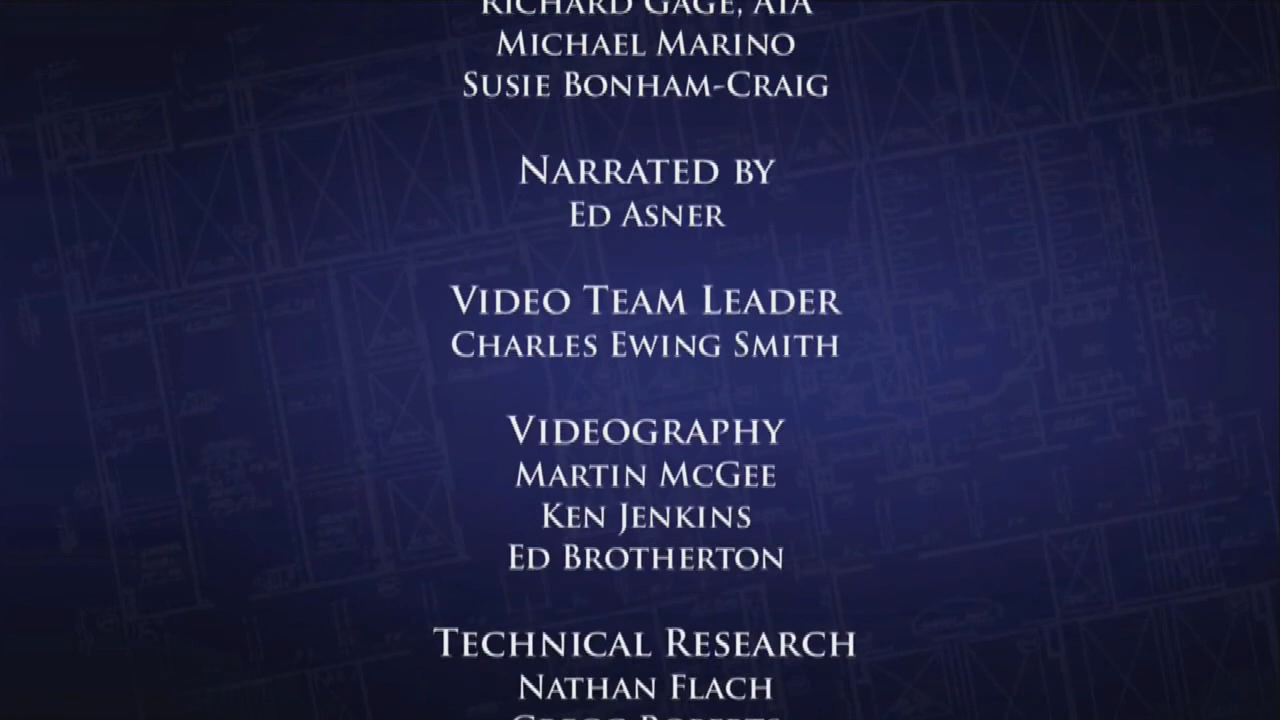 RICHARD GAGE, AIA
MICHAEL MARINO
SUSIE BONHAM-CRAIG
NARRATED BY
ED ASNER
VIDEO TEAM LEADER
CHARLES EWING SMITH
VIDEOGRAPHY
MARTIN MCGEE
KEN JENKINS
ED BROTHERTON
TECHNICAL RESEARCH
NATHAN FLACH